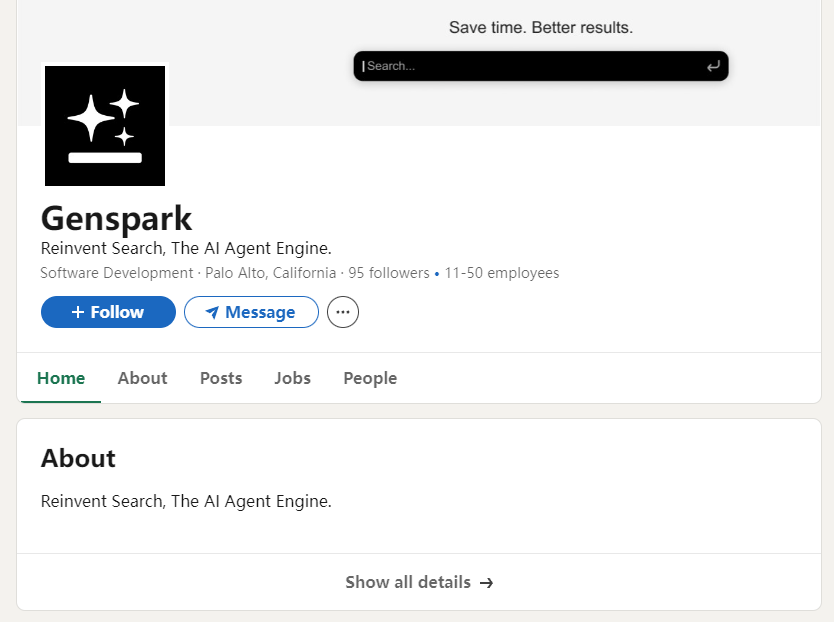 Save time. Better results.
Search...
Genspark
Reinvent Search, The AI Agent Engine.
Software Development · Palo Alto, California · 95 followers • 11-50 employees
+ Follow
Message
Home
About
Posts
Jobs
People
About
Reinvent Search, The AI Agent Engine.
Show all details →